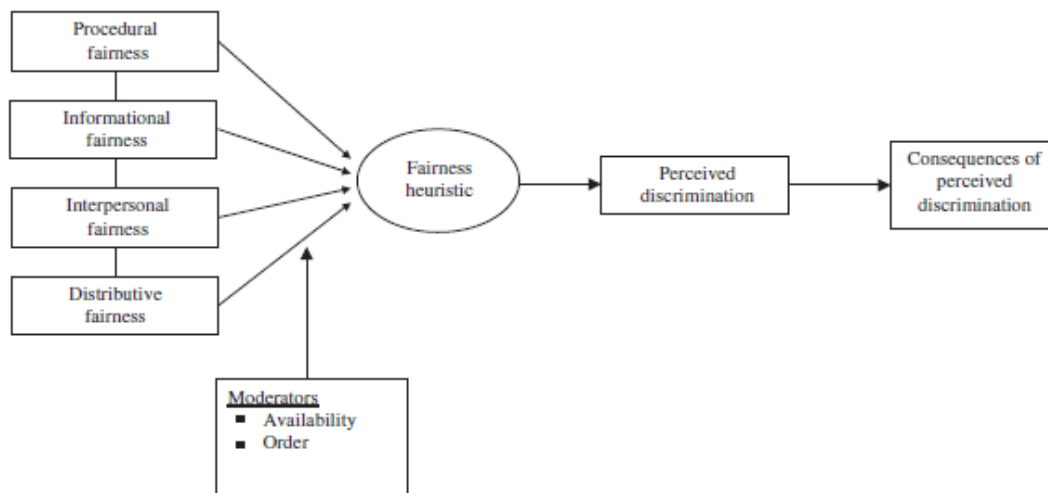 Procedural
fairness
Informational
fairness
Interpersonal
fairness
Distributive
fairness
Fairness
heuristic
Perceived
discrimination
Consequences of
perceived
discrimination
Moderators
▪ Availability
▪ Order